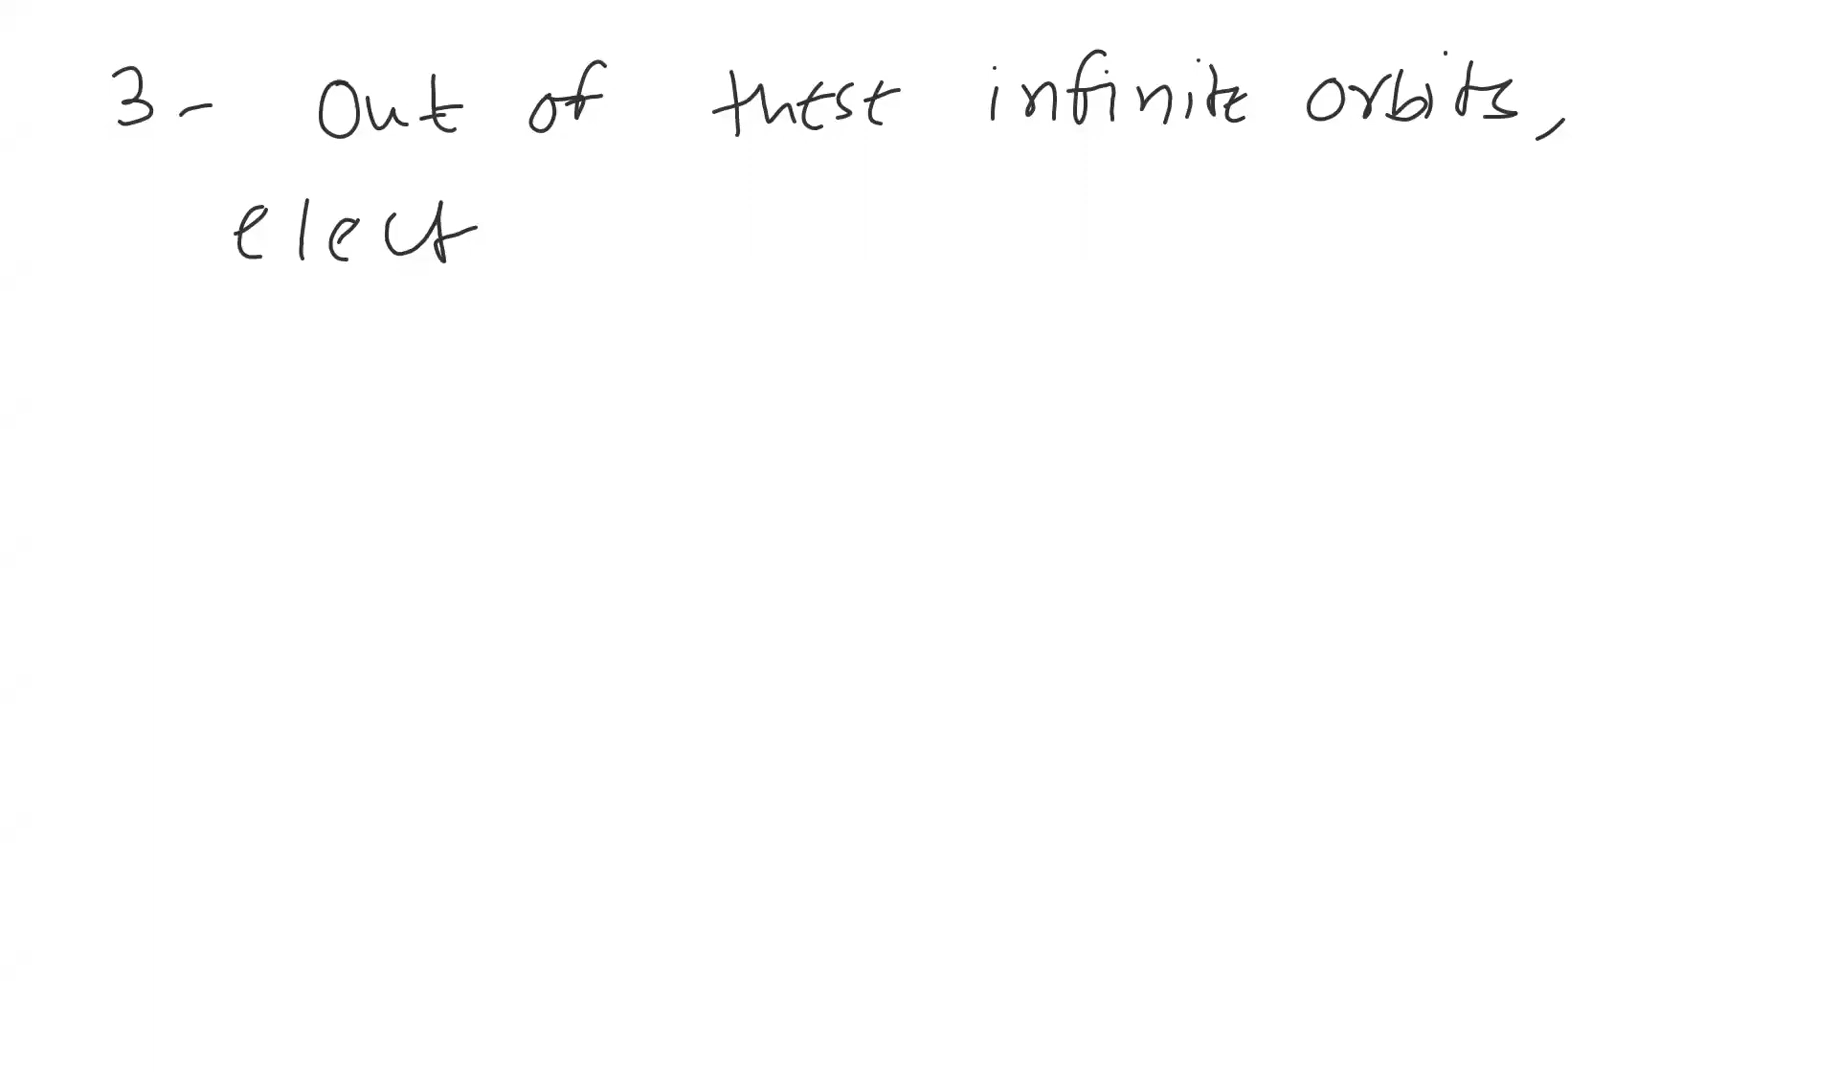 3- Out of these infinite orbits,
elect